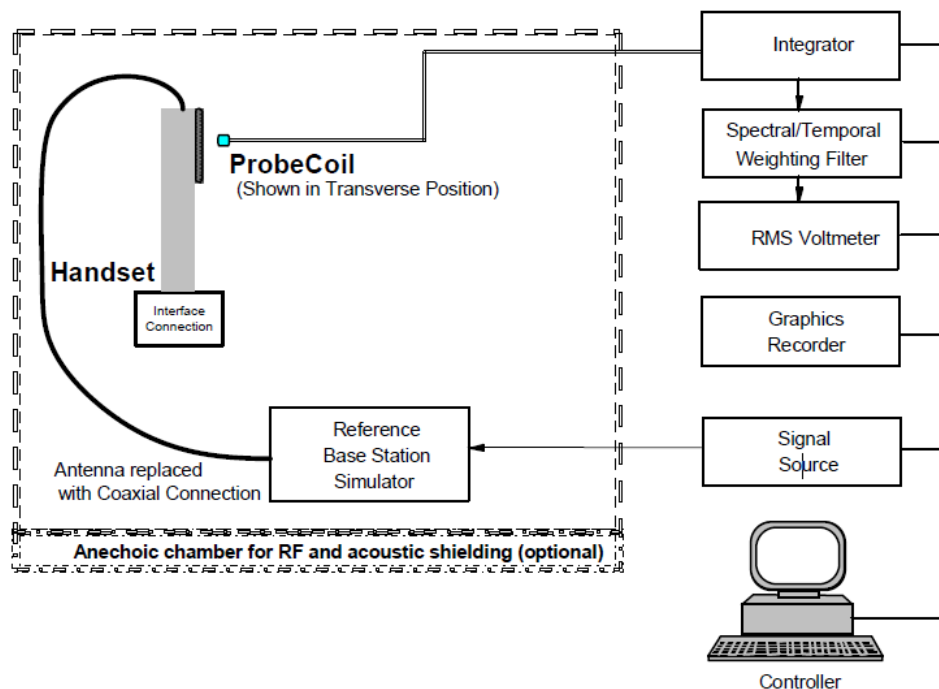 Integrator
Spectral/Temporal
Weighting Filter
RMS Voltmeter
Graphics
Recorder
Signal
Source
Controller
ProbeCoil
(Shown in Transverse Position)
Handset
Interface
Connection
Reference
Base Station
Simulator
Antenna replaced
with Coaxial Connection
Anechoic chamber for RF and acoustic shielding (optional)